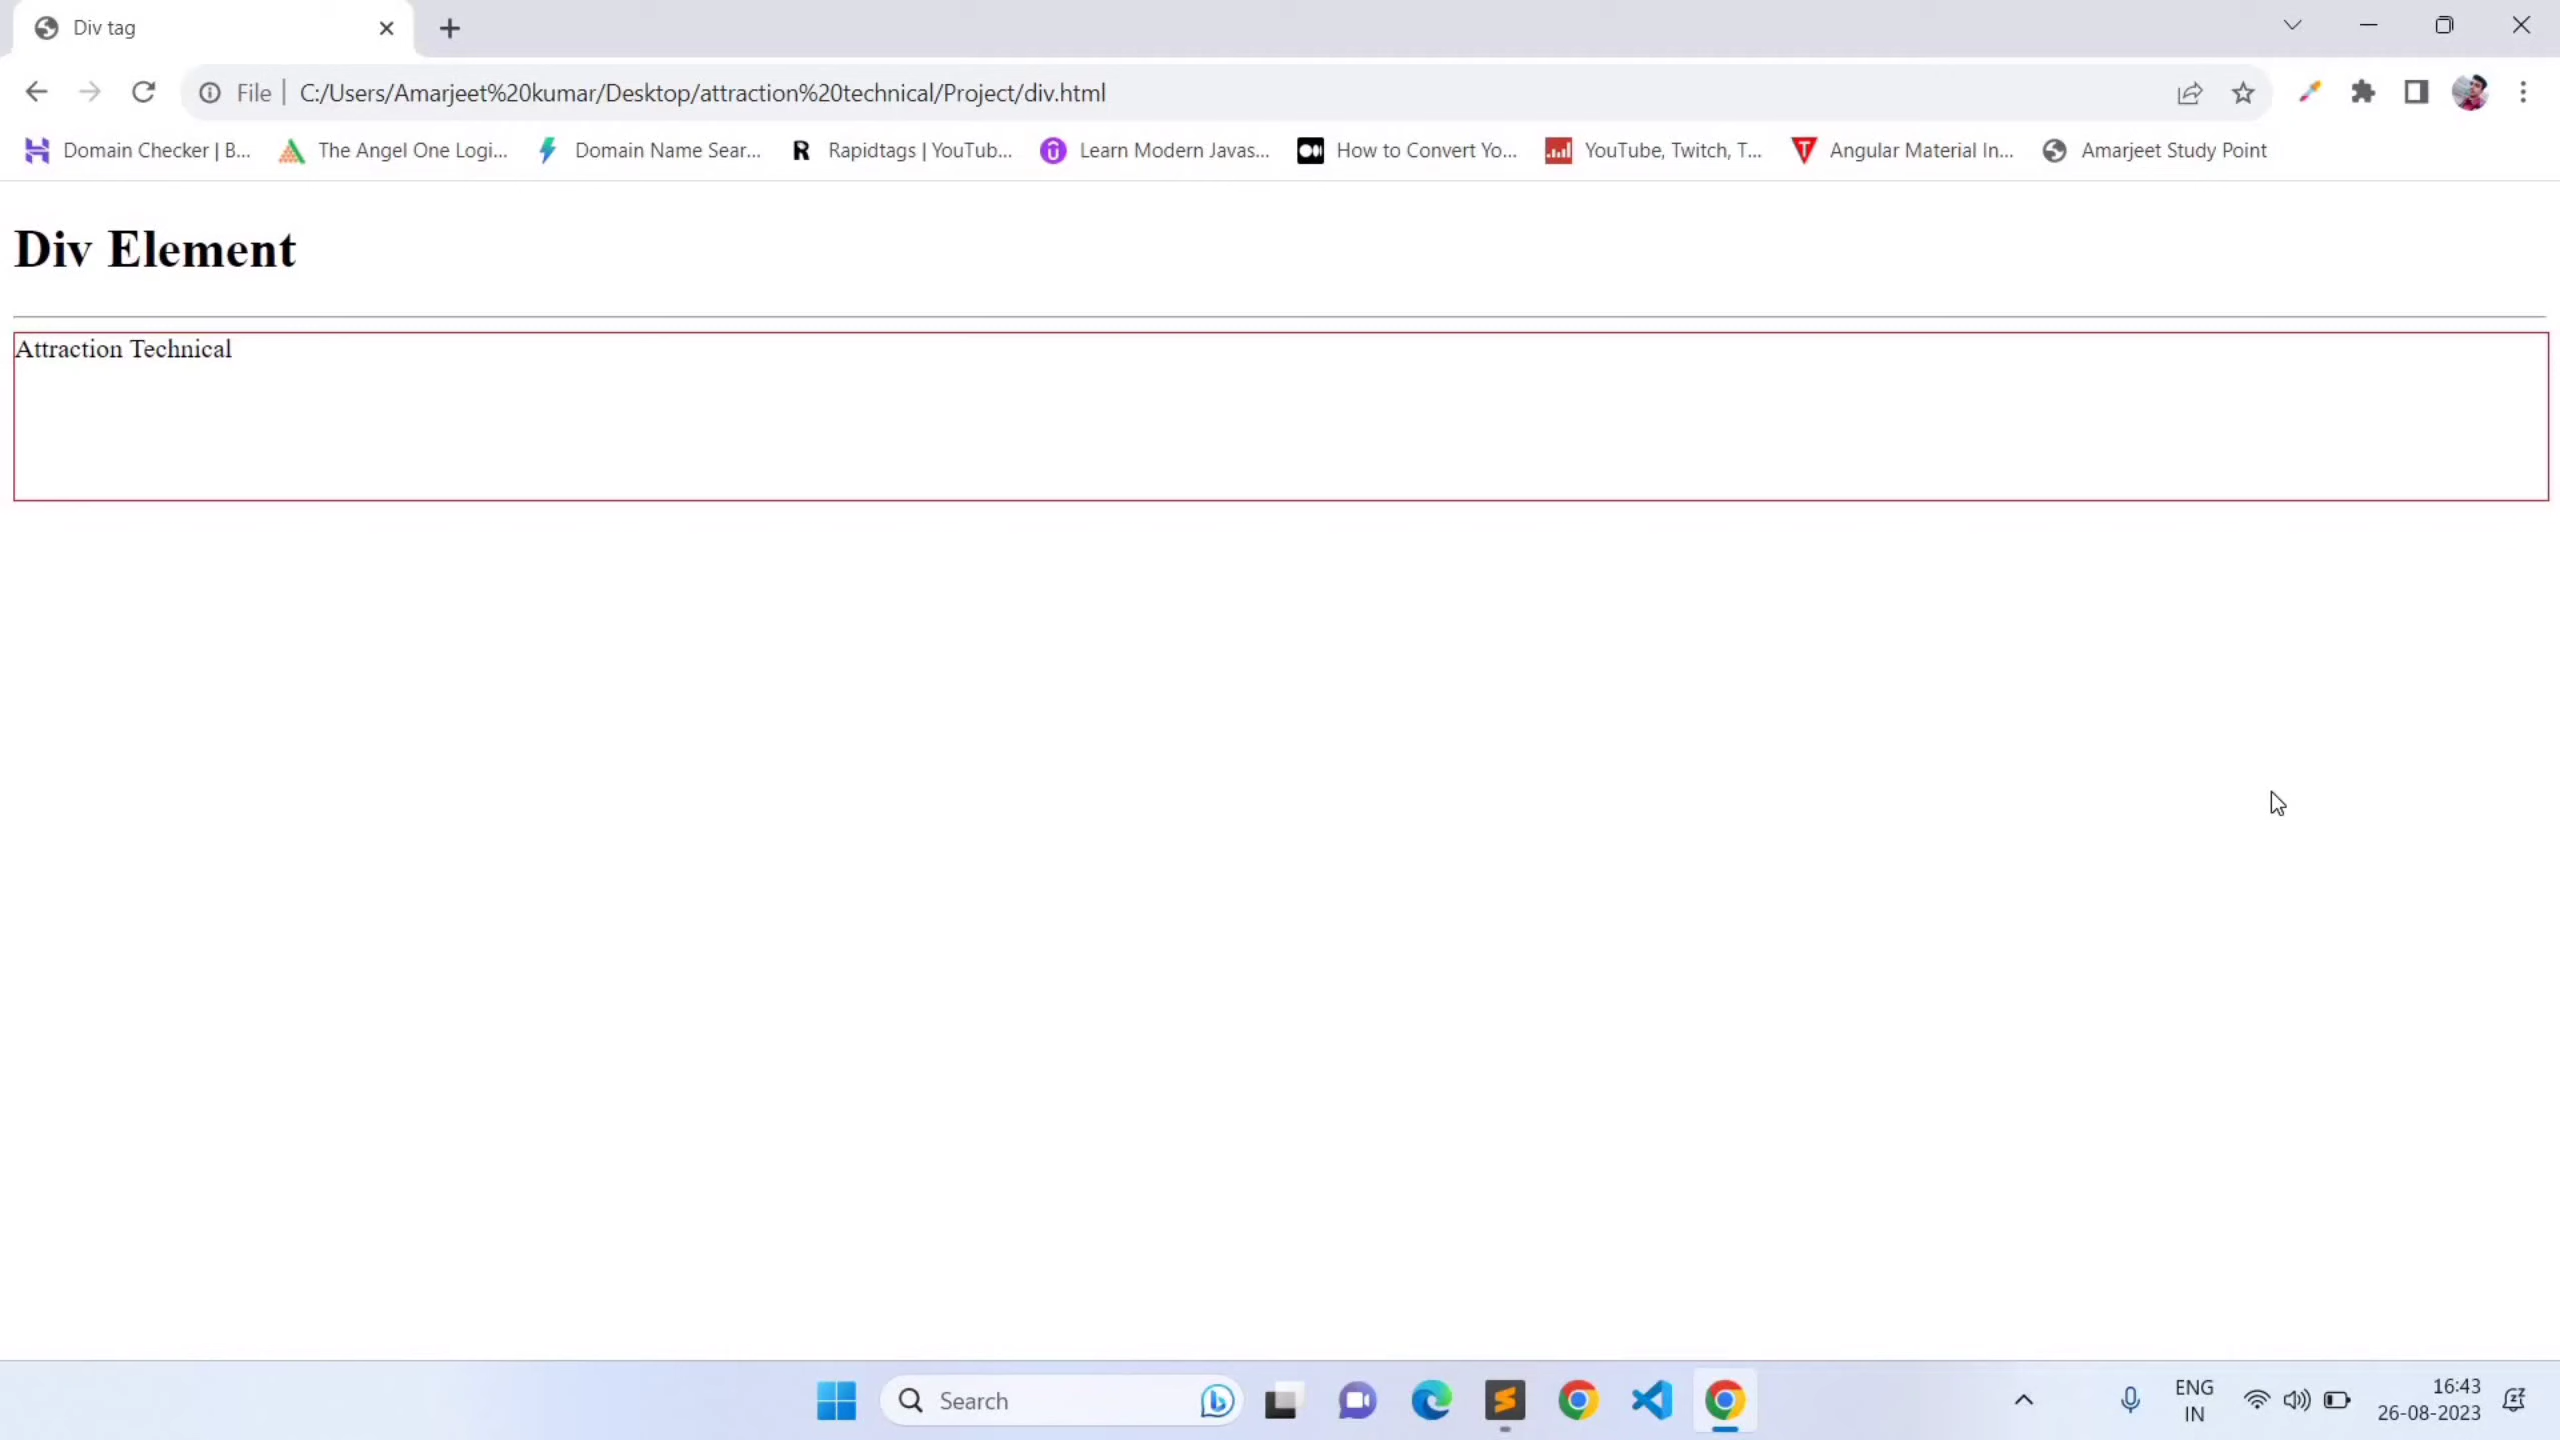 Div tag
File | C:/Users/Amarjeet%20kumar/Desktop/attraction%20technical/Project/div.html
Domain Checker | B... The Angel One Logi... Domain Name Sear... Rapidtags | YouTub... Learn Modern Javas... How to Convert Yo... YouTube, Twitch, T... Angular Material In... Amarjeet Study Point
Div Element
Attraction Technical
Search
ENG
IN
16:43
26-08-2023